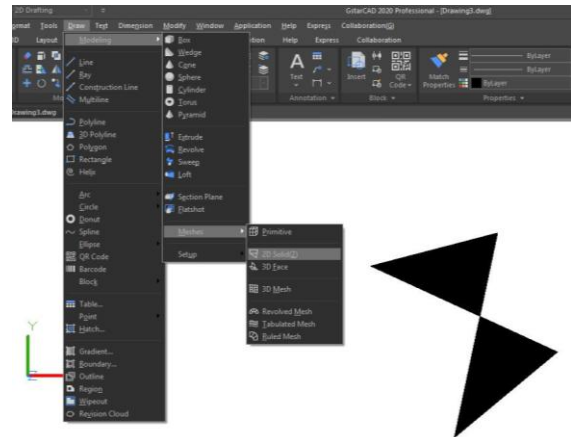 2D Drafting
GstarCAD 2020 Professional - [Drawing3.dwg]
Tools Draw Text Dimension Modify Window Application Help Express Collaboration(G)
Layout
Help Express Collaboration
Text
Insert
QR Code
Match Properties
ByLayer
ByLayer
ByLayer
Annotation
Block
Properties
Drawing3.dwg
Modeling
Line
Ray
Construction Line
Multiline
Polyline
3D Polyline
Polygon
Rectangle
Helix
Arc
Circle
Donut
Spline
Ellipse
QR Code
Barcode
Block
Table...
Point
Hatch...
Gradient...
Boundary...
Outline
Region
Wipeout
Revision Cloud
Box
Wedge
Cone
Sphere
Cylinder
Torus
Pyramid
Extrude
Revolve
Sweep
Loft
Section Plane
Flatshot
Meshes
Setup
Primitive
2D Solid(2)
3D Face
3D Mesh
Revolved Mesh
Tabulated Mesh
Ruled Mesh
Y